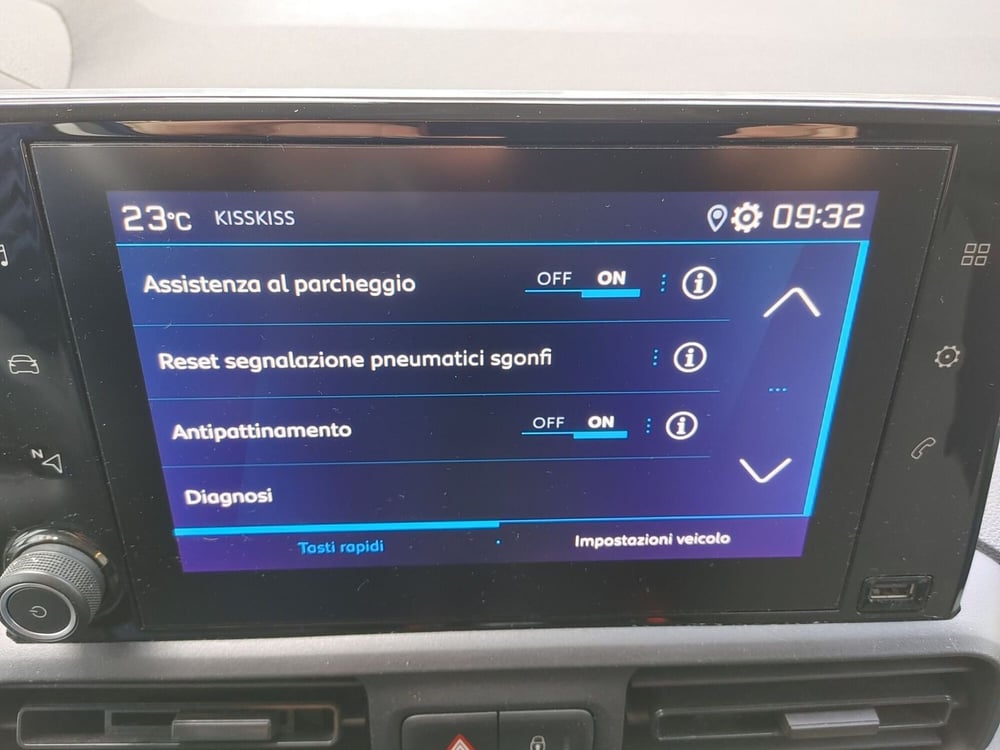 23°C KISSKISS 09:32
Assistenza al parcheggio OFF ON
Reset segnalazione pneumatici sgonfi
Antipattinamento OFF ON
Diagnosi
Tasti rapidi Impostazioni veicolo
N